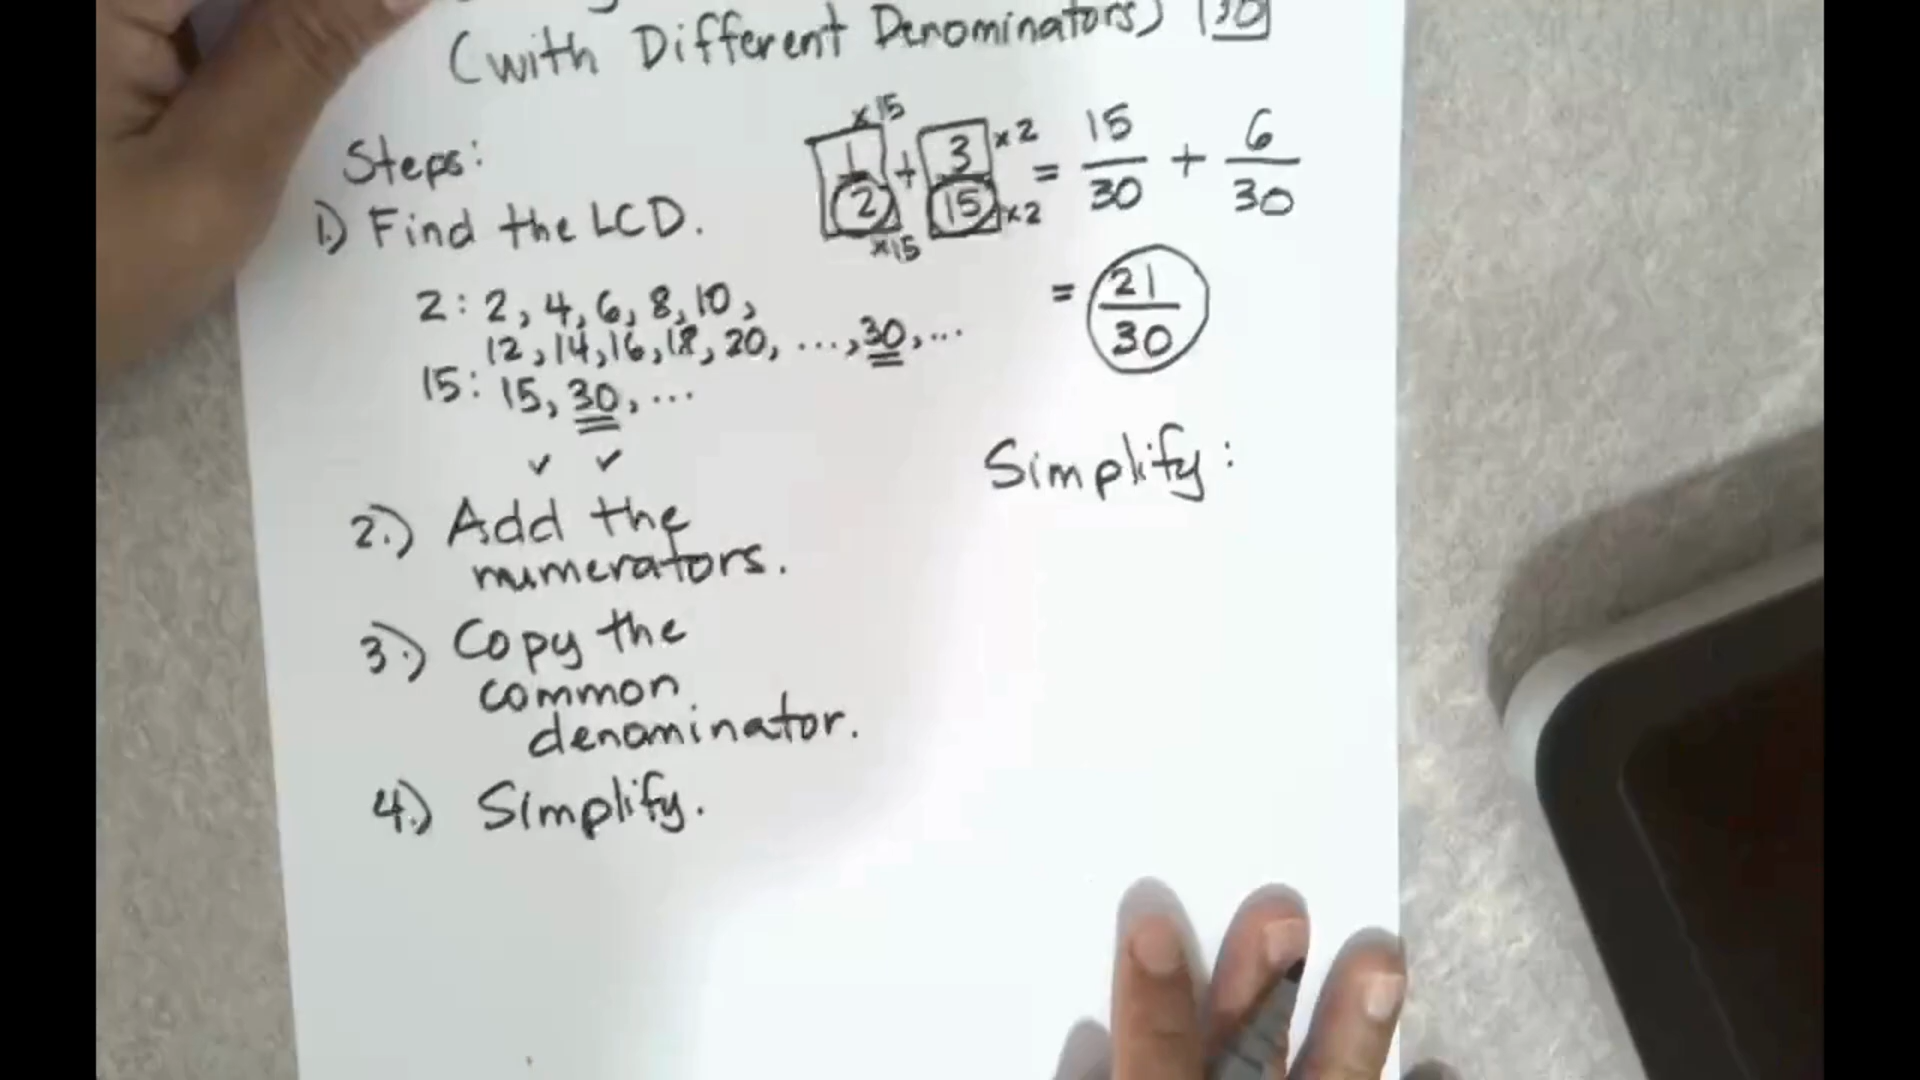 (with Different Denominators) 30
Steps:
1.) Find the LCD.
2: 2, 4, 6, 8, 10,
12, 14, 16, 18, 20, ..., 30, ...
15: 15, 30, ...
✓ ✓
2.) Add the
numerators.
3.) Copy the
common
denominator.
4.) Simplify.
x15 x2
1/2 + 3/15 = 15/30 + 6/30
x15 x2
= 21/30
Simplify: